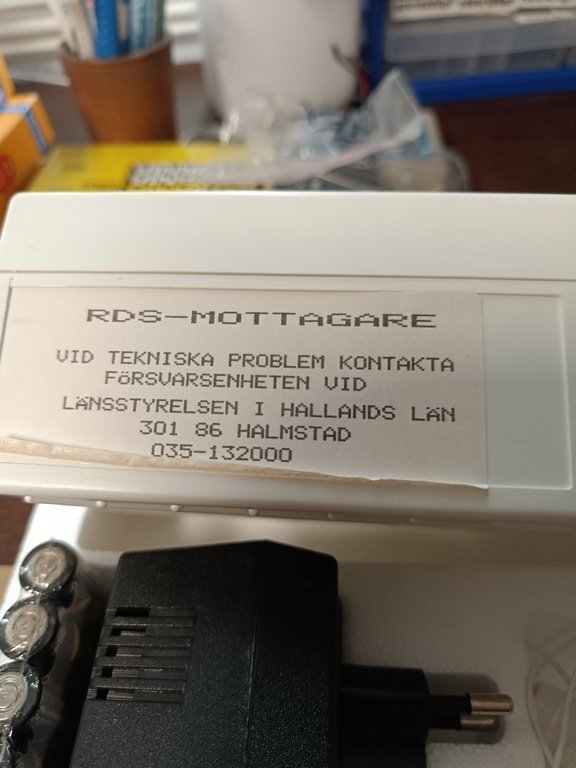 RDS-MOTTAGARE
VID TEKNISKA PROBLEM KONTAKTA
FöRSVARSENHETEN VID
LÄNSSTYRELSEN I HALLANDS LÄN
301 86 HALMSTAD
035-132000